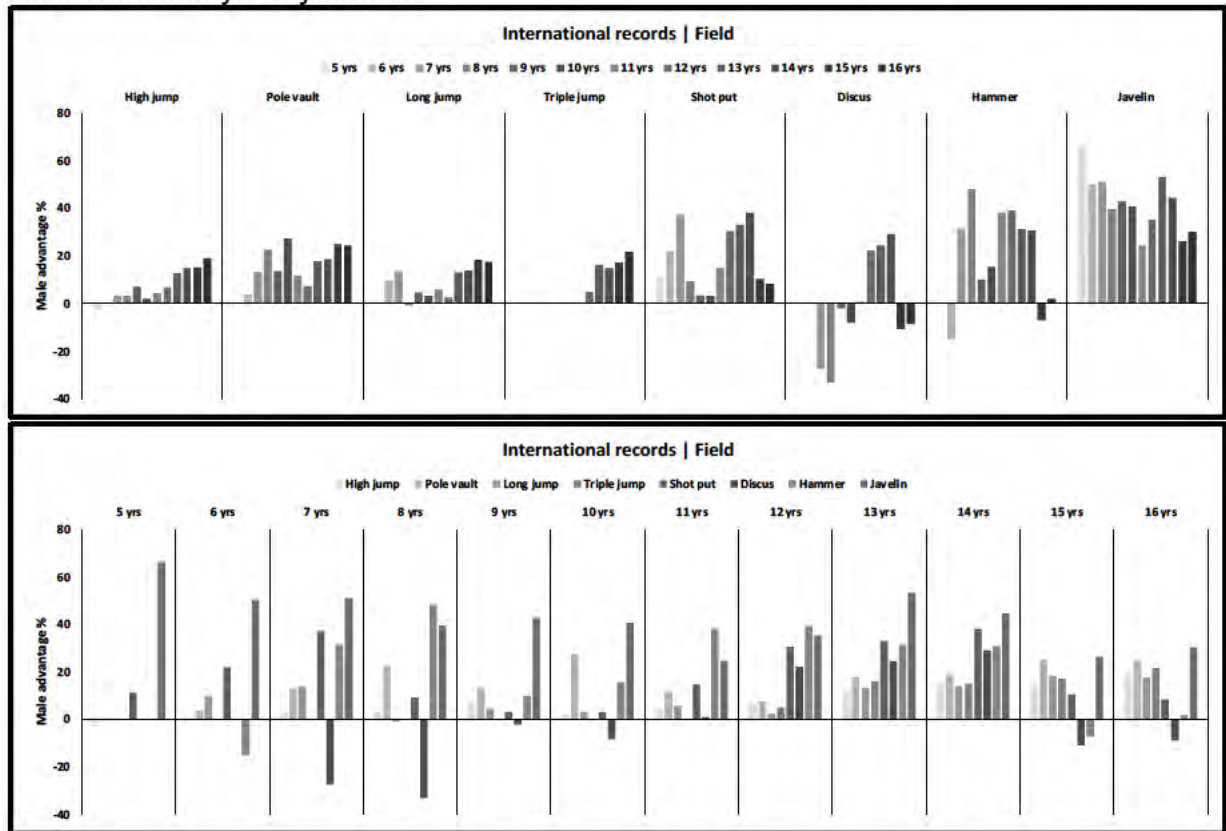 International records | Field
5 yrs 6 yrs 7 yrs 8 yrs 9 yrs 10 yrs 11 yrs 12 yrs 13 yrs 14 yrs 15 yrs 16 yrs
High jump Pole vault Long jump Triple jump Shot put Discus Hammer Javelin
80
60
40
20
0
-20
-40
Male advantage %
International records | Field
High jump Pole vault Long jump Triple jump Shot put Discus Hammer Javelin
5 yrs 6 yrs 7 yrs 8 yrs 9 yrs 10 yrs 11 yrs 12 yrs 13 yrs 14 yrs 15 yrs 16 yrs
80
60
40
20
0
-20
-40
Male advantage %